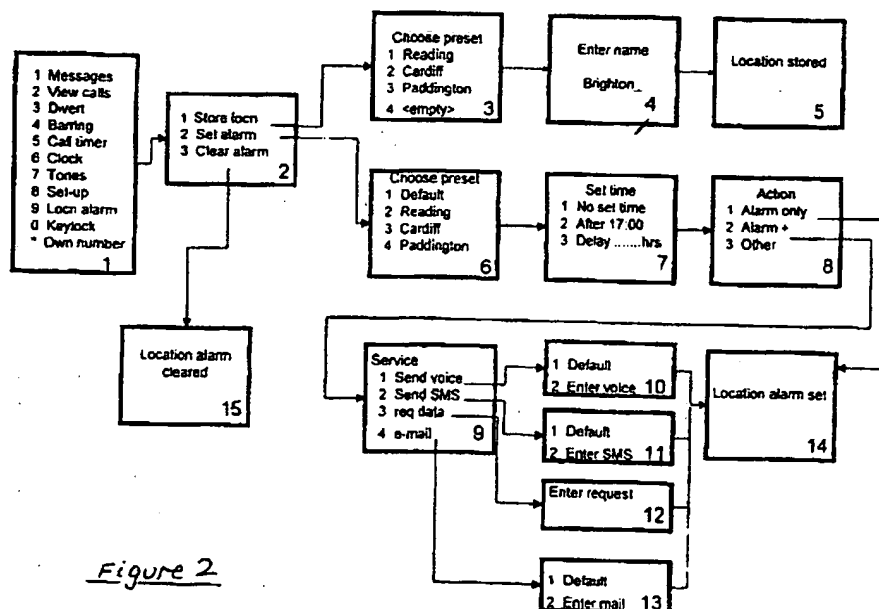 1 Messages
2 View calls
3 Divert
4 Barring
5 Call timer
6 Clock
7 Tones
8 Set-up
9 Locn alarm
0 Keylock
* Own number
1
1 Store locn
2 Set alarm
3 Clear alarm
2
Choose preset
1 Reading
2 Cardiff
3 Paddington
4 <empty>
3
Enter name
Brighton_
4
Location stored
5
Choose preset
1 Default
2 Reading
3 Cardiff
4 Paddington
6
Set time
1 No set time
2 After 17:00
3 Delay .......hrs
7
Action
1 Alarm only
2 Alarm +
3 Other
8
Location alarm
cleared
15
Service
1 Send voice
2 Send SMS
3 req data
4 e-mail
9
1 Default
2 Enter voice
10
1 Default
2 Enter SMS
11
Enter request
12
1 Default
2 Enter mail
13
Location alarm set
14
Figure 2